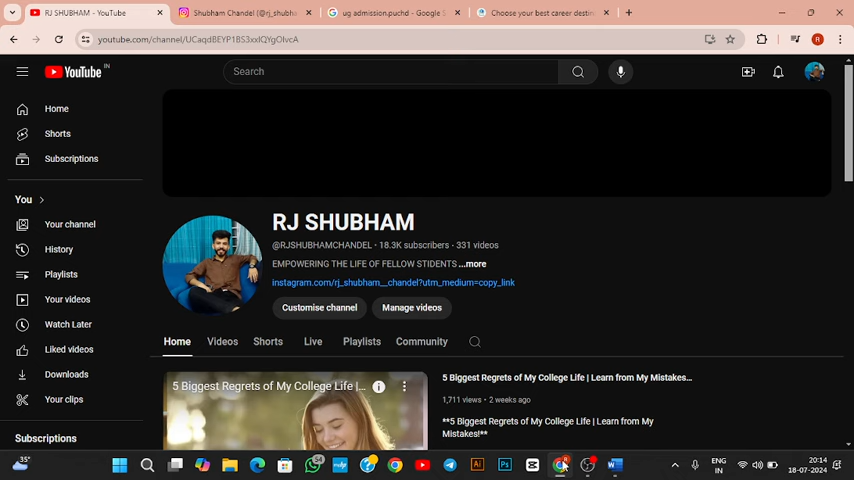 RJ SHUBHAM - YouTube
Shubham Chandel (@rj_shubha
ug admission.puchd - Google S
Choose your best career destin
youtube.com/channel/UCaqdBEYP1BS3xxlQYgOlvcA
YouTube IN
Search
Home
Shorts
Subscriptions
You
Your channel
History
Playlists
Your videos
Watch Later
Liked videos
Downloads
Your clips
Subscriptions
RJ SHUBHAM
@RJSHUBHAMCHANDEL · 18.3K subscribers · 331 videos
EMPOWERING THE LIFE OF FELLOW STIDENTS ...more
instagram.com/rj_shubham__chandel?utm_medium=copy_link
Customise channel
Manage videos
Home Videos Shorts Live Playlists Community
5 Biggest Regrets of My College Life |...
5 Biggest Regrets of My College Life | Learn from My Mistakes...
1,711 views • 2 weeks ago
**5 Biggest Regrets of My College Life | Learn from My
Mistakes!**
35°
ENG
IN
20:14
18-07-2024